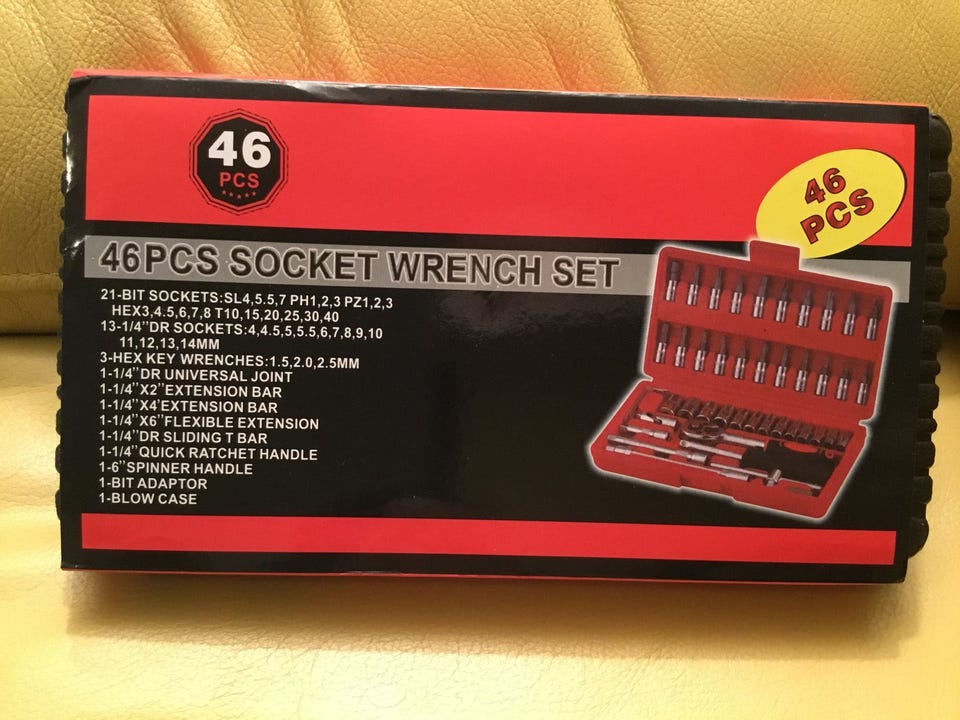 46
PCS
46
PCS
46PCS SOCKET WRENCH SET
21-BIT SOCKETS:SL4,5.5,7 PH1,2,3 PZ1,2,3
HEX3,4.5,6,7,8 T10,15,20,25,30,40
13-1/4"DR SOCKETS:4,4.5,5,5.5,6,7,8,9,10
11,12,13,14MM
3-HEX KEY WRENCHES:1.5,2.0,2.5MM
1-1/4"DR UNIVERSAL JOINT
1-1/4"X2"EXTENSION BAR
1-1/4"X4'EXTENSION BAR
1-1/4"X6"FLEXIBLE EXTENSION
1-1/4"DR SLIDING T BAR
1-1/4"QUICK RATCHET HANDLE
1-6"SPINNER HANDLE
1-BIT ADAPTOR
1-BLOW CASE